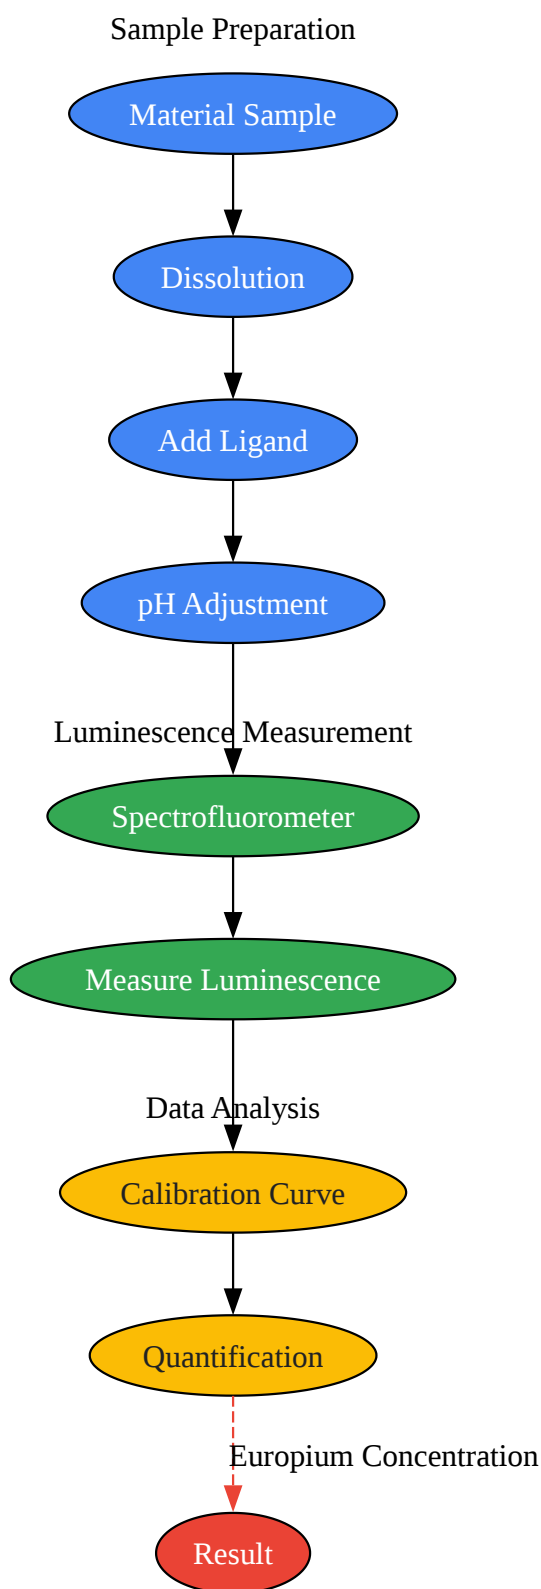 Sample Preparation
Material Sample
Dissolution
Add Ligand
pH Adjustment
Luminescence Measurement
Spectrofluorometer
Measure Luminescence
Data Analysis
Calibration Curve
Quantification
Europium Concentration
Result